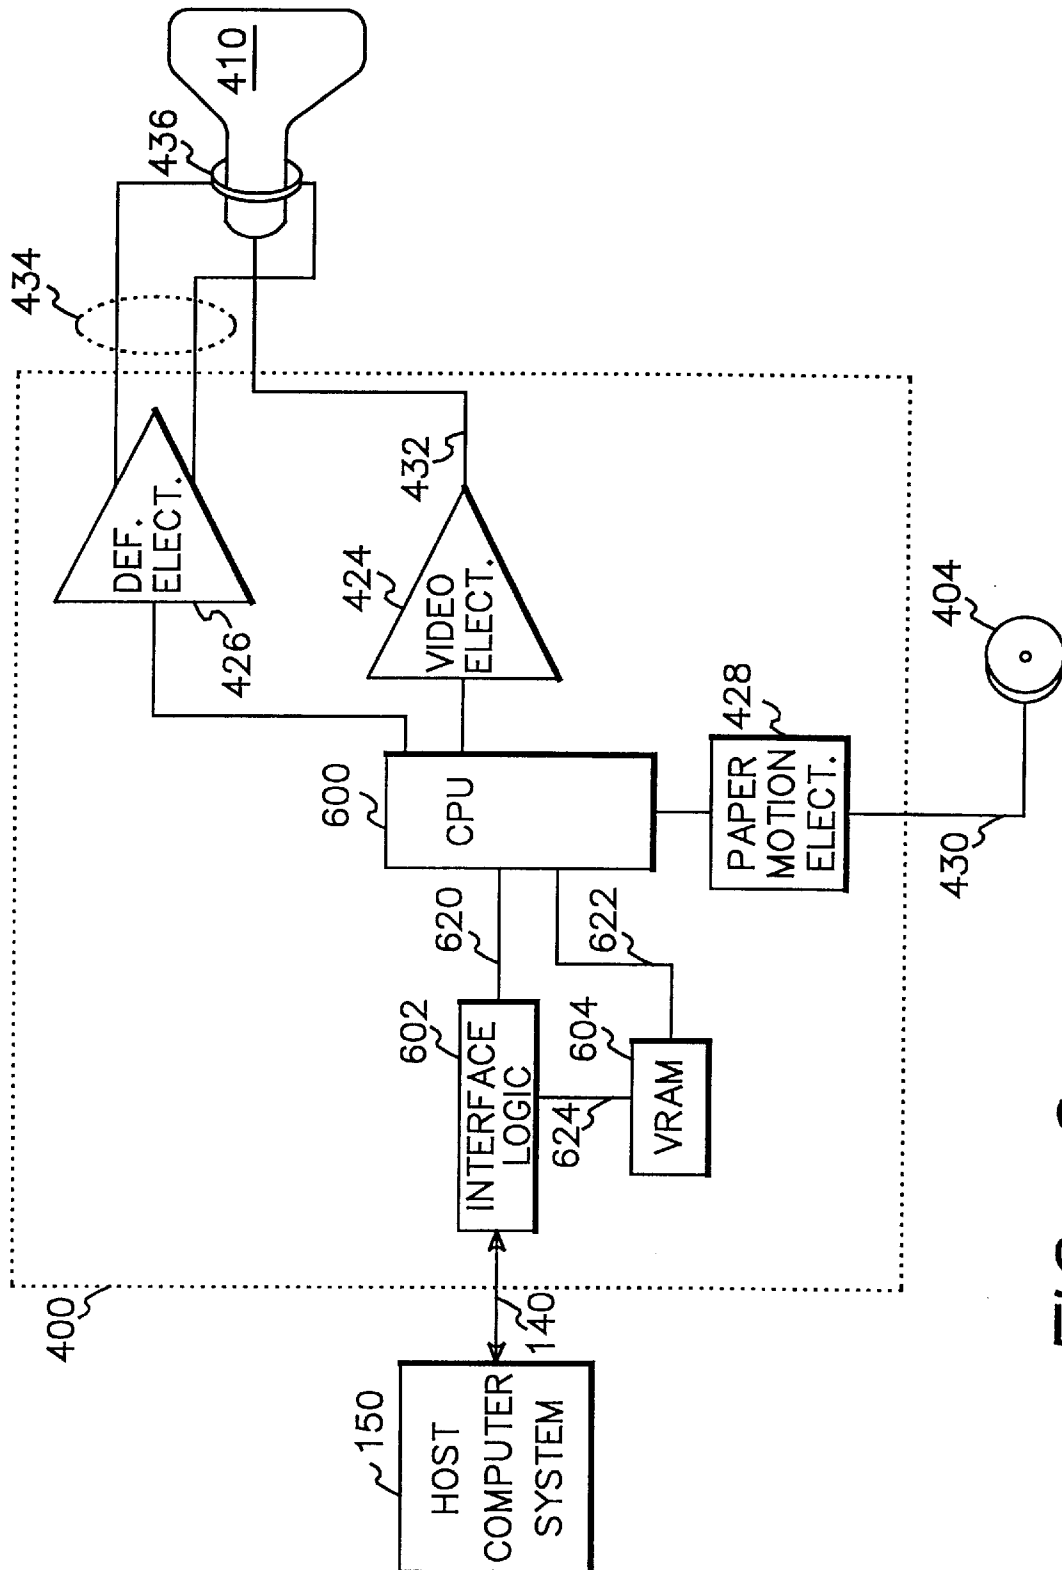 400
150
HOST
COMPUTER
SYSTEM
140
602
INTERFACE
LOGIC
620
624
604
VRAM
622
600
CPU
426
DEF.
ELECT.
424
VIDEO
ELECT.
432
434
436
410
428
PAPER
MOTION
ELECT.
430
404